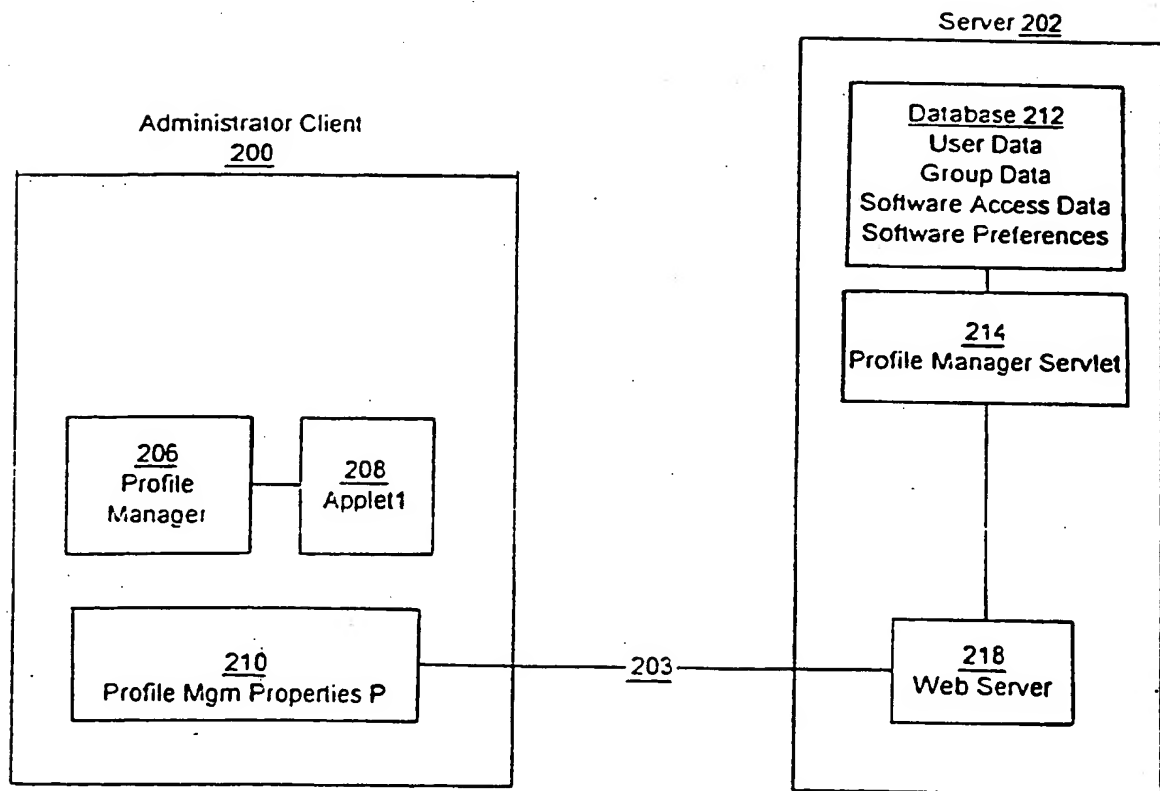 Server 202
Administrator Client
200
Database 212
User Data
Group Data
Software Access Data
Software Preferences
214
Profile Manager Servlet
206
Profile
Manager
208
Applet1
210
Profile Mgm Properties P
203
218
Web Server